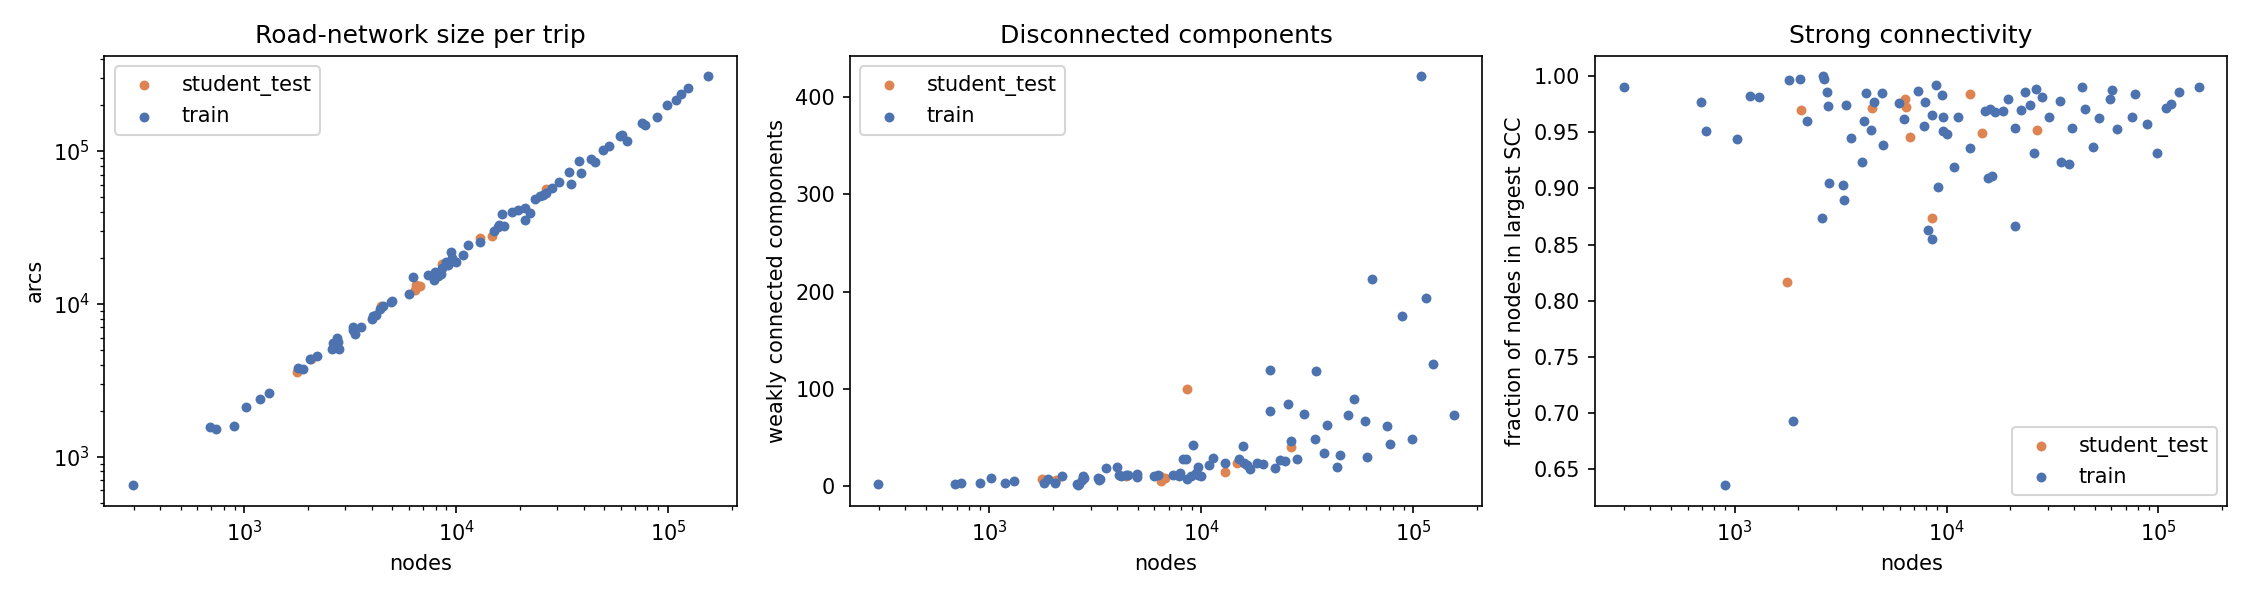 Road-network size per trip
student_test
train
arcs
10^5
10^4
10^3
10^3
10^4
10^5
nodes
Disconnected components
student_test
train
weakly connected components
400
300
200
100
0
10^3
10^4
10^5
nodes
Strong connectivity
fraction of nodes in largest SCC
1.00
0.95
0.90
0.85
0.80
0.75
0.70
0.65
student_test
train
10^3
10^4
10^5
nodes